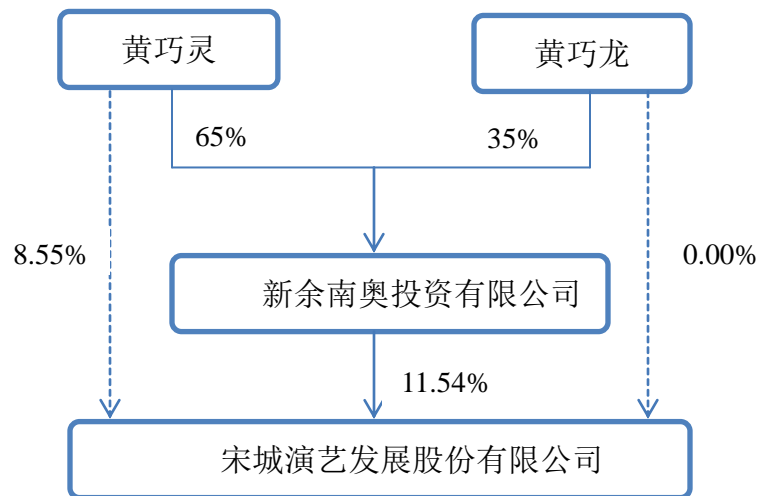 黄巧灵
黄巧龙
65%
35%
8.55%
0.00%
新余南奥投资有限公司
11.54%
宋城演艺发展股份有限公司